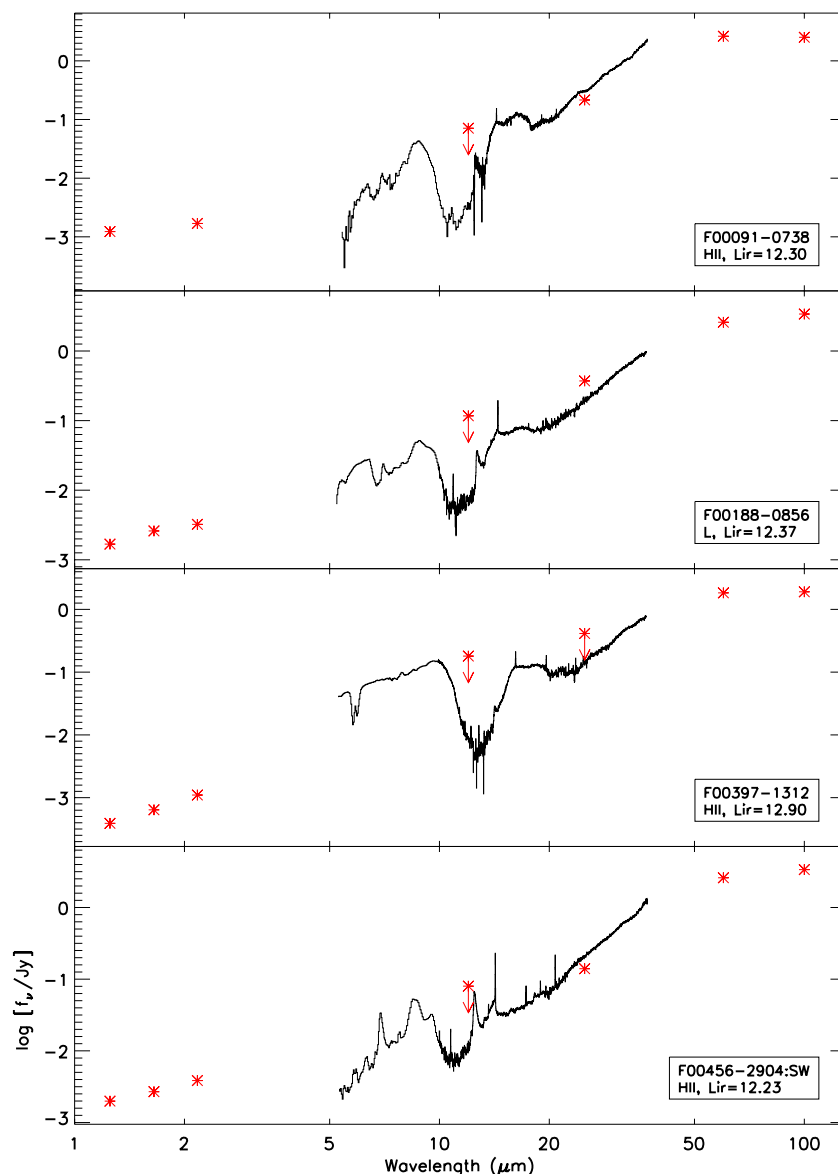 0
−1
−2
−3
F00091−0738
HII, Lir=12.30
0
−1
−2
−3
F00188−0856
L, Lir=12.37
0
−1
−2
−3
F00397−1312
HII, Lir=12.90
0
−1
−2
−3
F00456−2904:SW
HII, Lir=12.23
log [fν/Jy]
1 2 5 10 20 50 100
Wavelength (μm)